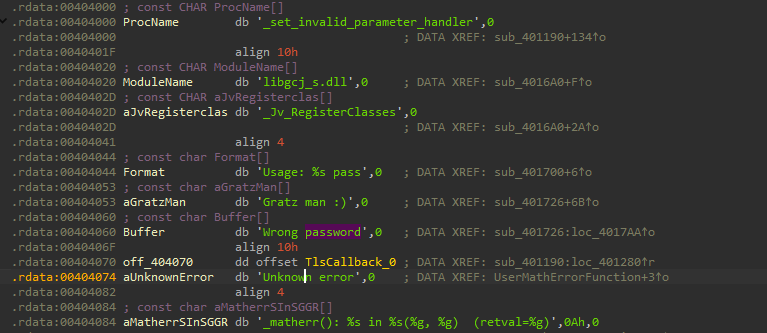 .rdata:00404000 ; const CHAR ProcName[]
.rdata:00404000 ProcName db '_set_invalid_parameter_handler',0
.rdata:00404000 ; DATA XREF: sub_401190+134↑o
.rdata:0040401F align 10h
.rdata:00404020 ; const CHAR ModuleName[]
.rdata:00404020 ModuleName db 'libgcj_s.dll',0 ; DATA XREF: sub_4016A0+F↑o
.rdata:0040402D ; const CHAR aJvRegisterclas[]
.rdata:0040402D aJvRegisterclas db '_Jv_RegisterClasses',0
.rdata:0040402D ; DATA XREF: sub_4016A0+2A↑o
.rdata:00404041 align 4
.rdata:00404044 ; const char Format[]
.rdata:00404044 Format db 'Usage: %s pass',0 ; DATA XREF: sub_401700+6↑o
.rdata:00404053 ; const char aGratzMan[]
.rdata:00404053 aGratzMan db 'Gratz man :)',0 ; DATA XREF: sub_401726+6B↑o
.rdata:00404060 ; const char Buffer[]
.rdata:00404060 Buffer db 'Wrong password',0 ; DATA XREF: sub_401726:loc_4017AA↑o
.rdata:0040406F align 10h
.rdata:00404070 off_404070 dd offset TlsCallback_0 ; DATA XREF: sub_401190:loc_401280↑r
.rdata:00404074 aUnknownError db 'Unknown error',0 ; DATA XREF: UserMathErrorFunction+3↑o
.rdata:00404082 align 4
.rdata:00404084 ; const char aMatherrSInSGGR[]
.rdata:00404084 aMatherrSInSGGR db '_matherr(): %s in %s(%g, %g)  (retval=%g)',0Ah,0